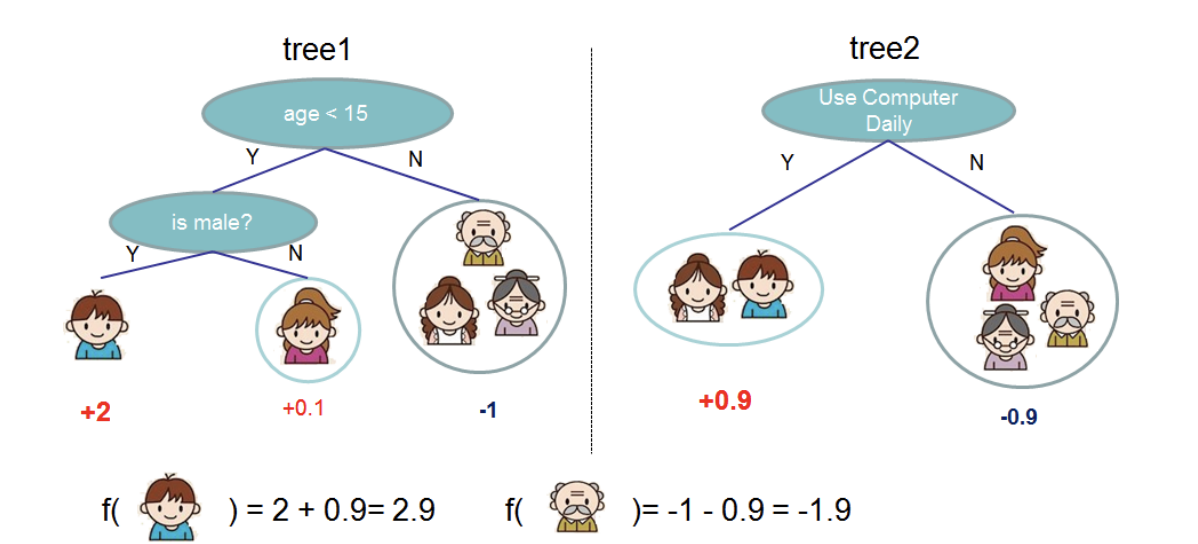 tree1
age < 15
Y
N
is male?
Y
N
+2
+0.1
-1
tree2
Use Computer
Daily
Y
N
+0.9
-0.9
f( ) = 2 + 0.9= 2.9
f( )= -1 - 0.9 = -1.9